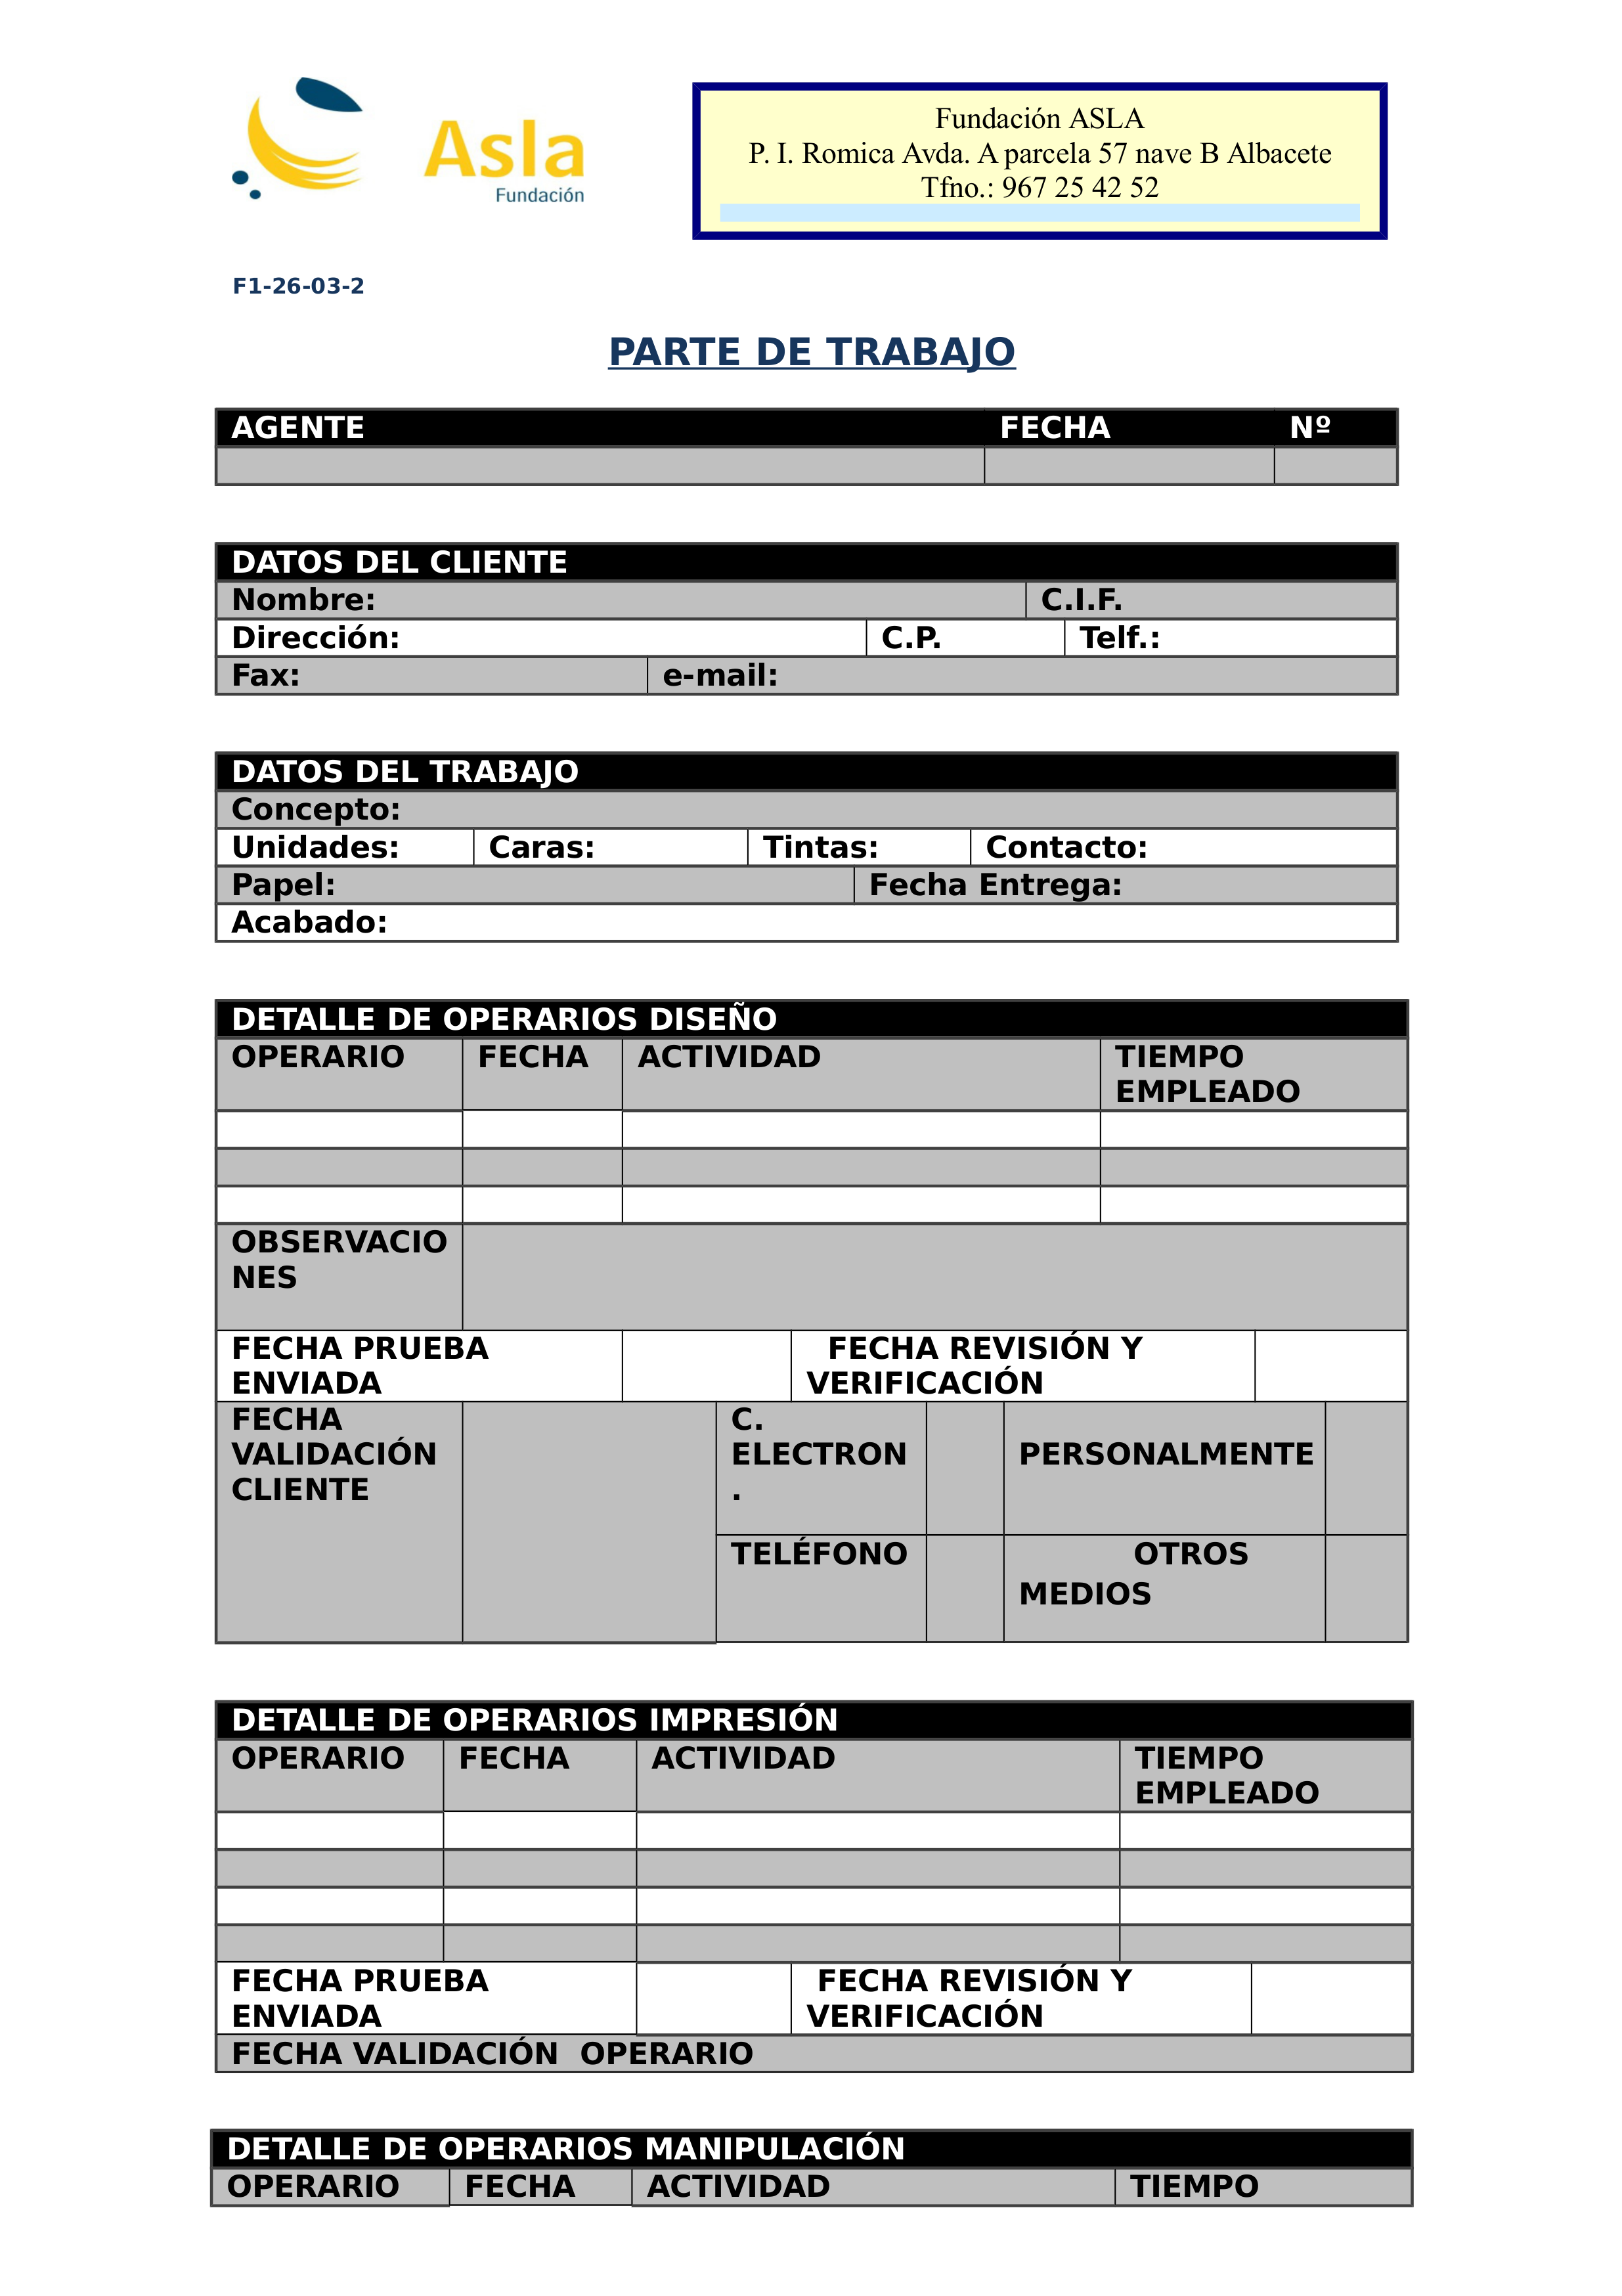 Asla
Fundación
Fundación ASLA
P. I. Romica Avda. A parcela 57 nave B Albacete
Tfno.: 967 25 42 52
F1-26-03-2
PARTE DE TRABAJO
AGENTE FECHA Nº
DATOS DEL CLIENTE
Nombre: C.I.F.
Dirección: C.P. Telf.:
Fax: e-mail:
DATOS DEL TRABAJO
Concepto:
Unidades: Caras: Tintas: Contacto:
Papel: Fecha Entrega:
Acabado:
DETALLE DE OPERARIOS DISEÑO
OPERARIO FECHA ACTIVIDAD TIEMPO
EMPLEADO
OBSERVACIO
NES
FECHA PRUEBA
ENVIADA
FECHA REVISIÓN Y
VERIFICACIÓN
FECHA
VALIDACIÓN
CLIENTE
C.
ELECTRON
.
PERSONALMENTE
TELÉFONO
OTROS
MEDIOS
DETALLE DE OPERARIOS IMPRESIÓN
OPERARIO FECHA ACTIVIDAD TIEMPO
EMPLEADO
FECHA PRUEBA
ENVIADA
FECHA REVISIÓN Y
VERIFICACIÓN
FECHA VALIDACIÓN OPERARIO
DETALLE DE OPERARIOS MANIPULACIÓN
OPERARIO FECHA ACTIVIDAD TIEMPO